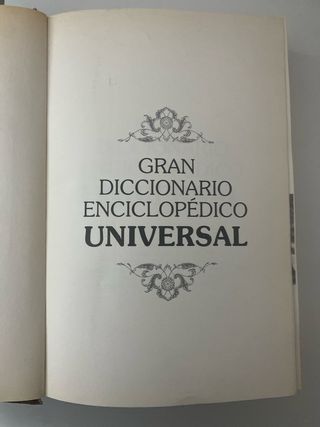 GRAN
DICCIONARIO
ENCICLOPÉDICO
UNIVERSAL